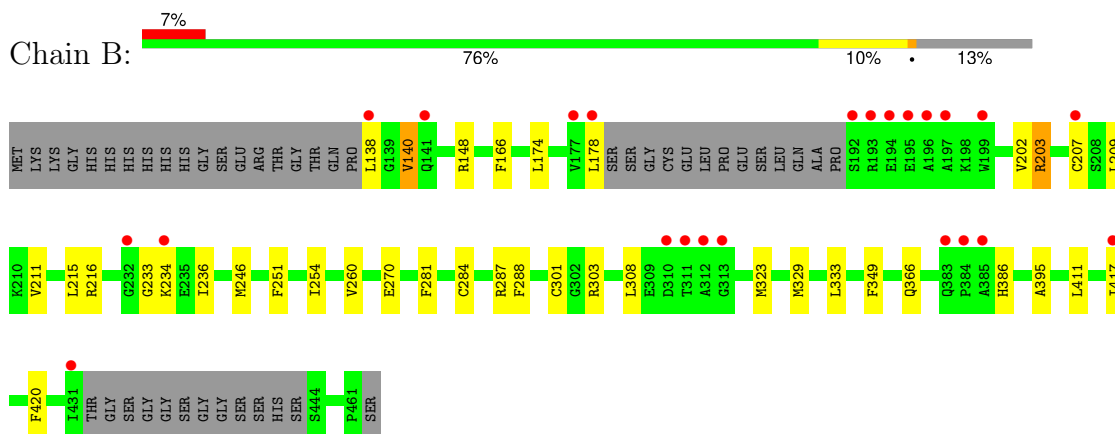 7%
Chain B:
76% 10% • 13%
MET LYS LYS GLY HIS HIS HIS HIS HIS HIS GLY SER GLU ARG THR GLY THR GLN PRO L138 G139 V140 Q141 R148 F166 L174 V177 L178 SER SER GLY CYS GLU LEU PRO GLU SER LEU GLN ALA PRO S192 R193 E194 E195 A196 A197 K198 W199 V202 R203 C207 S208 L209
K210 V211 L215 R216 G232 G233 K234 E235 I236 M246 F251 I254 V260 E270 F281 C284 R287 F288 C301 G302 R303 L308 E309 D310 T311 A312 G313 M323 M329 L333 F349 Q366 Q383 P384 A385 H386 A395 L411 I417
F420 I431 THR GLY SER GLY GLY SER GLY GLY SER SER HIS SER S444 P461 SER